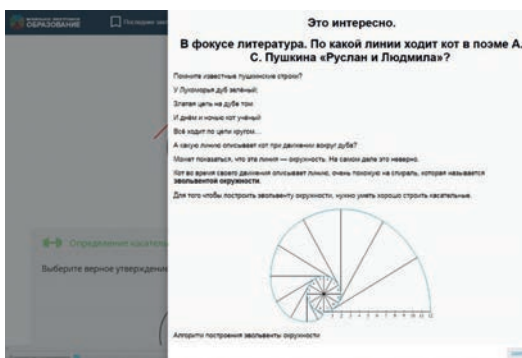 ОБРАЗОВАНИЕ
Последнее
Это интересно.
В фокусе литература. По какой линии ходит кот в поэме А.
С. Пушкина «Руслан и Людмила»?
Помните известные пушкинские строки?
У Лукоморья дуб зелёный;
Златая цепь на дубе том:
И днём и ночью кот учёный
Всё ходит по цепи кругом...
А какую линию описывает кот при движении вокруг дуба?
Может показаться, что эта линия — окружность. На самом деле это неверно.
Кот во время своего движения описывает линию, очень похожую на спираль, которая называется
эвольвентой окружности.
Для того чтобы построить эвольвенту окружности, нужно уметь хорошо строить касательные.
Определение касатель
Выберите верное утверждение
1 2 3 4 5 6 7 8 9 10 11 12
Алгоритм построения эвольвенты окружности